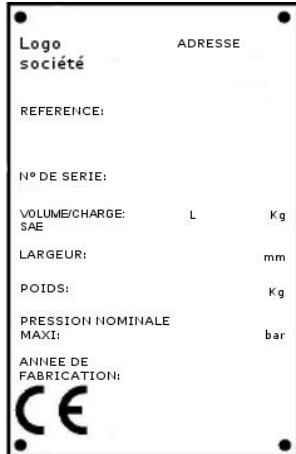 Logo société ADRESSE
REFERENCE:
N° DE SERIE:
VOLUME/CHARGE: L Kg
SAE
LARGEUR: mm
POIDS: Kg
PRESSION NOMINALE
MAXI: bar
ANNEE DE
FABRICATION:
CE